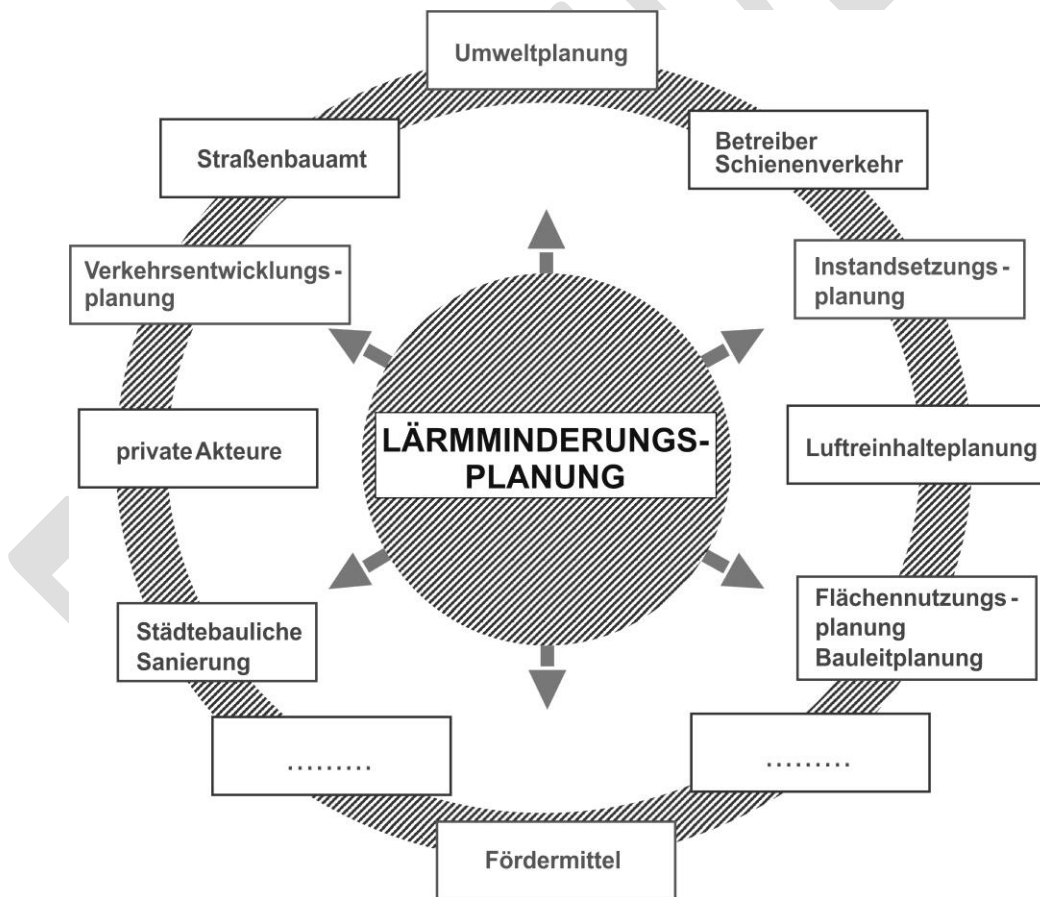 Umweltplanung
Straßenbauamt
Betreiber
Schienenverkehr
Verkehrsentwicklungs-
planung
Instandsetzungs-
planung
LÄRMMINDERUNGS-
PLANUNG
private Akteure
Luftreinhalteplanung
Städtebauliche
Sanierung
Flächennutzungs-
planung
Bauleitplanung
.........
.........
Fördermittel